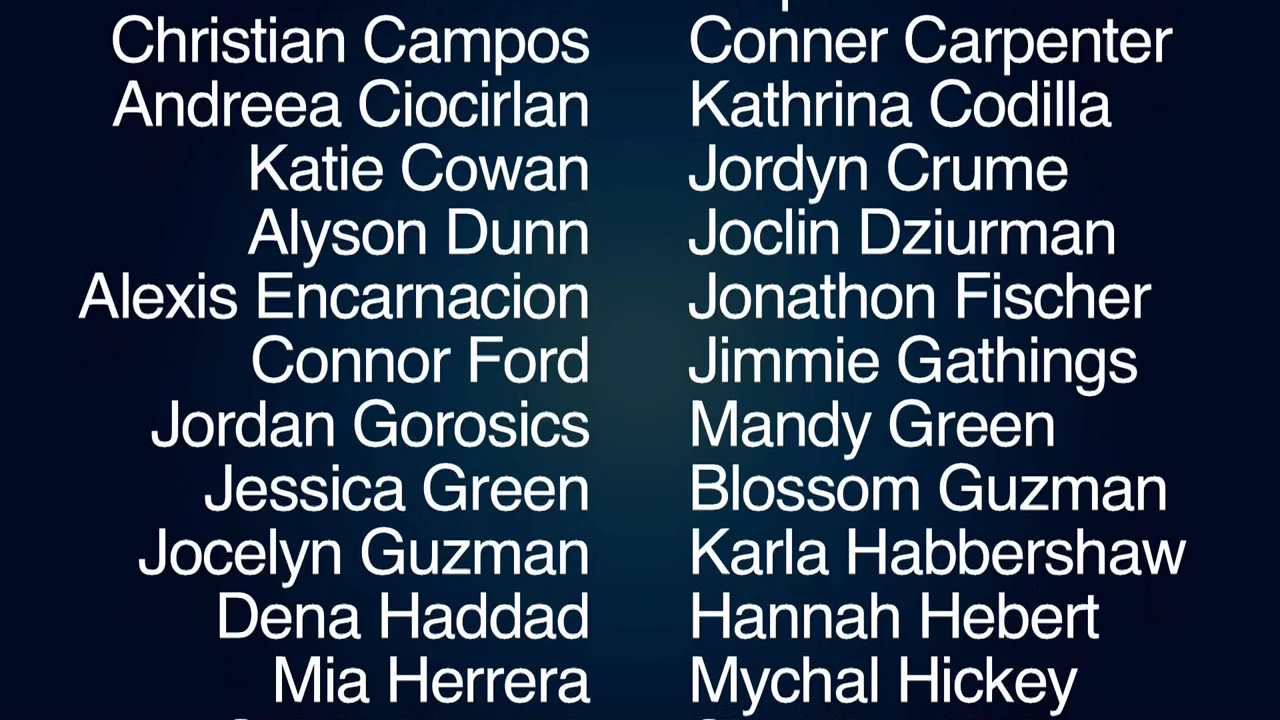 Christian Campos Conner Carpenter
Andreea Ciocirlan Kathrina Codilla
Katie Cowan Jordyn Crume
Alyson Dunn Joclin Dziurman
Alexis Encarnacion Jonathon Fischer
Connor Ford Jimmie Gathings
Jordan Gorosics Mandy Green
Jessica Green Blossom Guzman
Jocelyn Guzman Karla Habbershaw
Dena Haddad Hannah Hebert
Mia Herrera Mychal Hickey